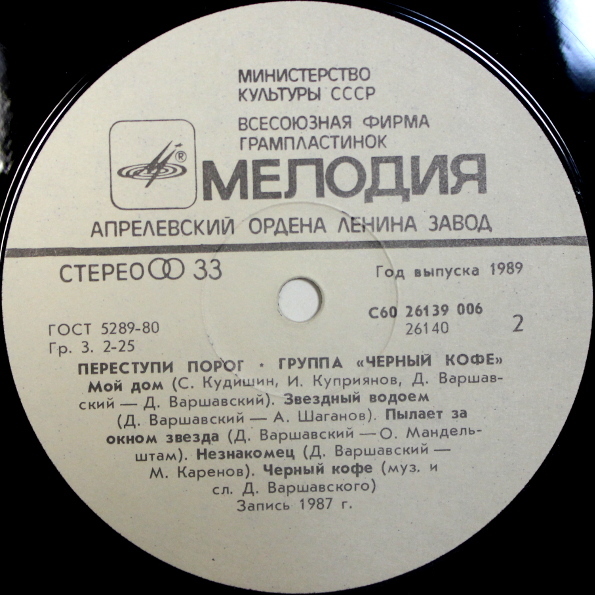 МИНИСТЕРСТВО
КУЛЬТУРЫ СССР
ВСЕСОЮЗНАЯ ФИРМА
ГРАМПЛАСТИНОК
®
МЕЛОДИЯ
АПРЕЛЕВСКИЙ ОРДЕНА ЛЕНИНА ЗАВОД
СТЕРЕО 33
Год выпуска 1989
ГОСТ 5289-80
Гр. 3. 2-25
С60 26139 006
26140
2
ПЕРЕСТУПИ ПОРОГ · ГРУППА «ЧЕРНЫЙ КОФЕ»
Мой дом (С. Кудишин, И. Куприянов, Д. Варшав-
ский — Д. Варшавский). Звездный водоем
(Д. Варшавский — А. Шаганов). Пылает за
окном звезда (Д. Варшавский — О. Мандель-
штам). Незнакомец (Д. Варшавский —
М. Каренов). Черный кофе (муз. и
сл. Д. Варшавского)
Запись 1987 г.